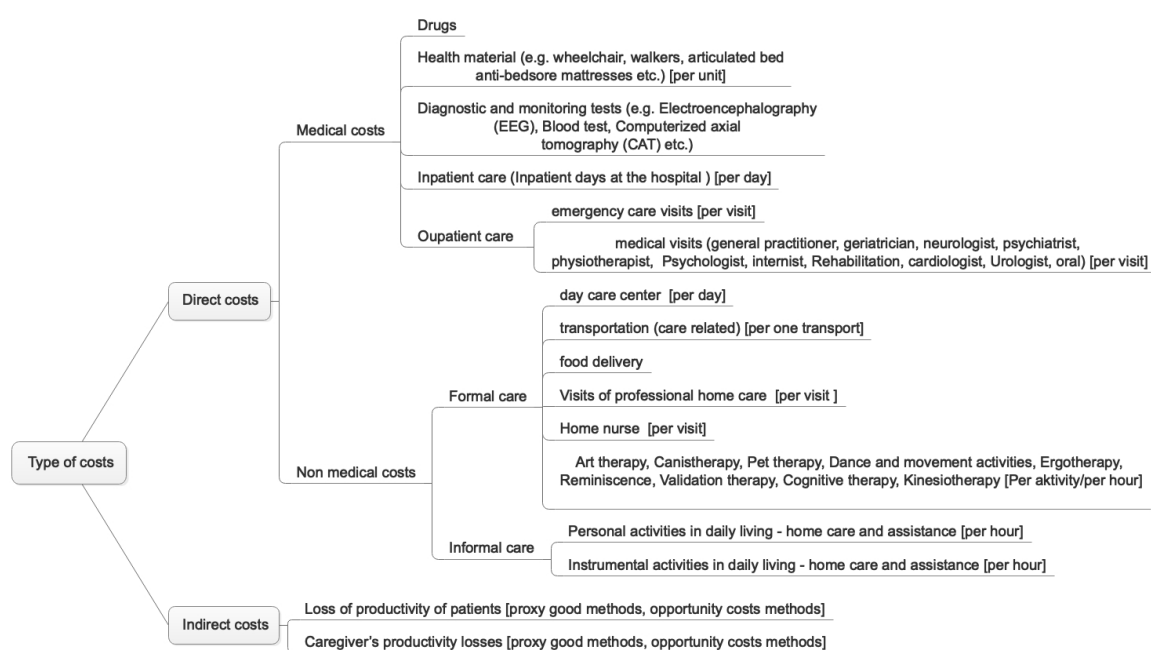 Drugs
Health material (e.g. wheelchair, walkers, articulated bed
anti-bedsore mattresses etc.) [per unit]
Diagnostic and monitoring tests (e.g. Electroencephalography
(EEG), Blood test, Computerized axial
tomography (CAT) etc.)
Medical costs
Inpatient care (Inpatient days at the hospital ) [per day]
emergency care visits [per visit]
Oupatient care
medical visits (general practitioner, geriatrician, neurologist, psychiatrist,
physiotherapist,  Psychologist, internist, Rehabilitation, cardiologist, Urologist, oral) [per visit]
Direct costs
day care center  [per day]
transportation (care related) [per one transport]
food delivery
Formal care
Visits of professional home care  [per visit ]
Home nurse  [per visit]
Type of costs
Non medical costs
Art therapy, Canistherapy, Pet therapy, Dance and movement activities, Ergotherapy,
Reminiscence, Validation therapy, Cognitive therapy, Kinesiotherapy [Per aktivity/per hour]
Personal activities in daily living - home care and assistance [per hour]
Informal care
Instrumental activities in daily living - home care and assistance [per hour]
Loss of productivity of patients [proxy good methods, opportunity costs methods]
Indirect costs
Caregiver's productivity losses [proxy good methods, opportunity costs methods]